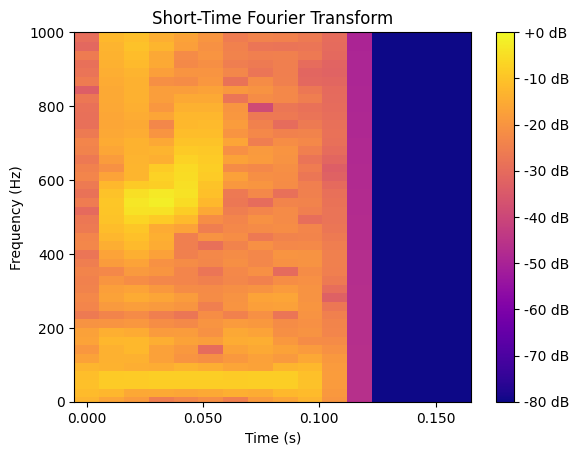 Short-Time Fourier Transform
Frequency (Hz)
1000
800
600
400
200
0
0.000
0.050
0.100
0.150
Time (s)
+0 dB
-10 dB
-20 dB
-30 dB
-40 dB
-50 dB
-60 dB
-70 dB
-80 dB